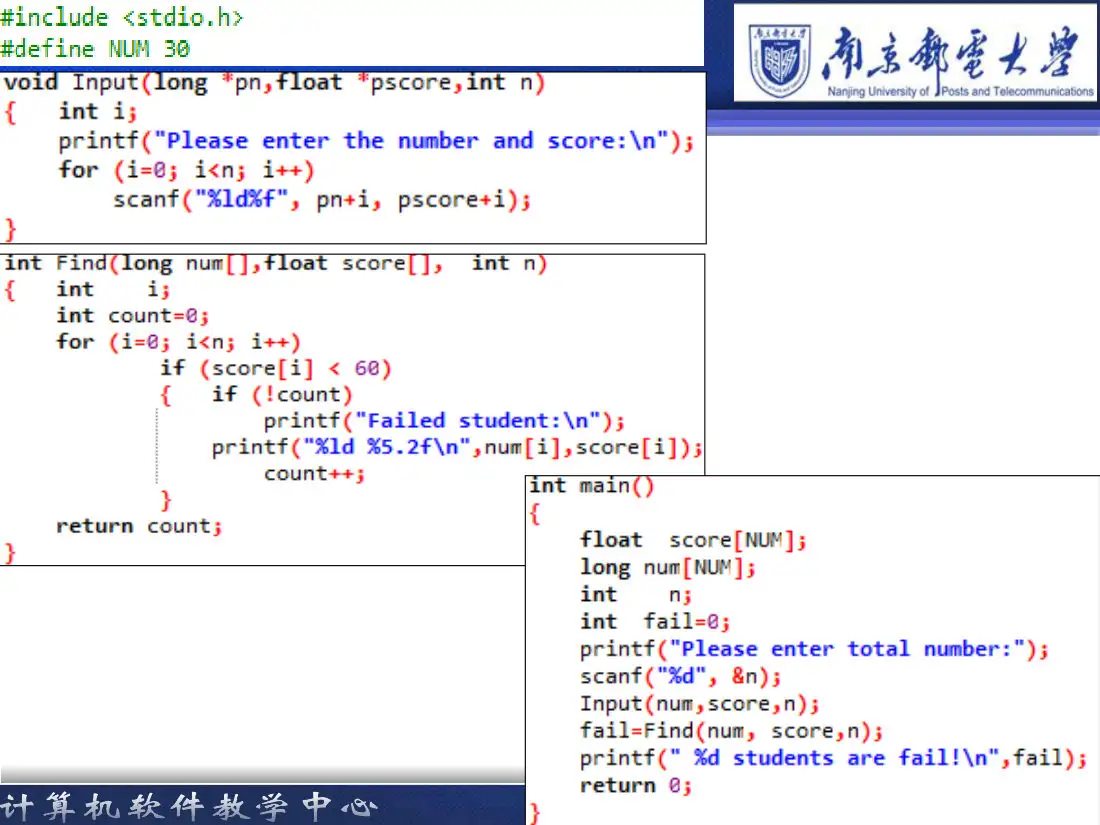 #include <stdio.h>
#define NUM 30
南京邮电大学
Nanjing University of Posts and Telecommunications
void Input(long *pn,float *pscore,int n)
{   int i;
    printf("Please enter the number and score:\n");
    for (i=0; i<n; i++)
        scanf("%ld%f", pn+i, pscore+i);
}
int Find(long num[],float score[],  int n)
{   int    i;
    int count=0;
    for (i=0; i<n; i++)
            if (score[i] < 60)
            {   if (!count)
                    printf("Failed student:\n");
                printf("%ld %5.2f\n",num[i],score[i]);
                    count++;
            }
    return count;
}
int main()
{
    float  score[NUM];
    long num[NUM];
    int    n;
    int  fail=0;
    printf("Please enter total number:");
    scanf("%d", &n);
    Input(num,score,n);
    fail=Find(num, score,n);
    printf(" %d students are fail!\n",fail);
    return 0;
}
计算机软件教学中心